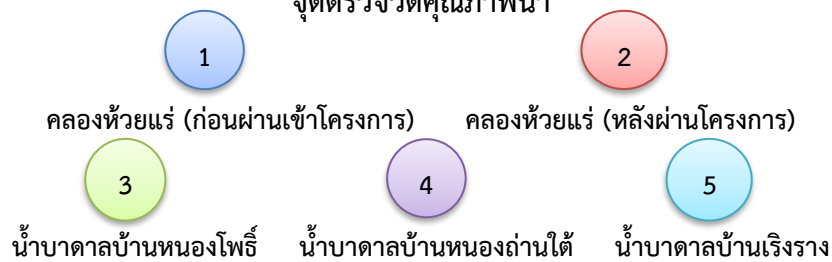 จุดตรวจวัดคุณภาพน้ำ
1 2
คลองห้วยแร่ (ก่อนผ่านเข้าโครงการ) คลองห้วยแร่ (หลังผ่านโครงการ)
3 4 5
น้ำบาดาลบ้านหนองโพธิ์ น้ำบาดาลบ้านหนองถ่านใต้ น้ำบาดาลบ้านเริงราง